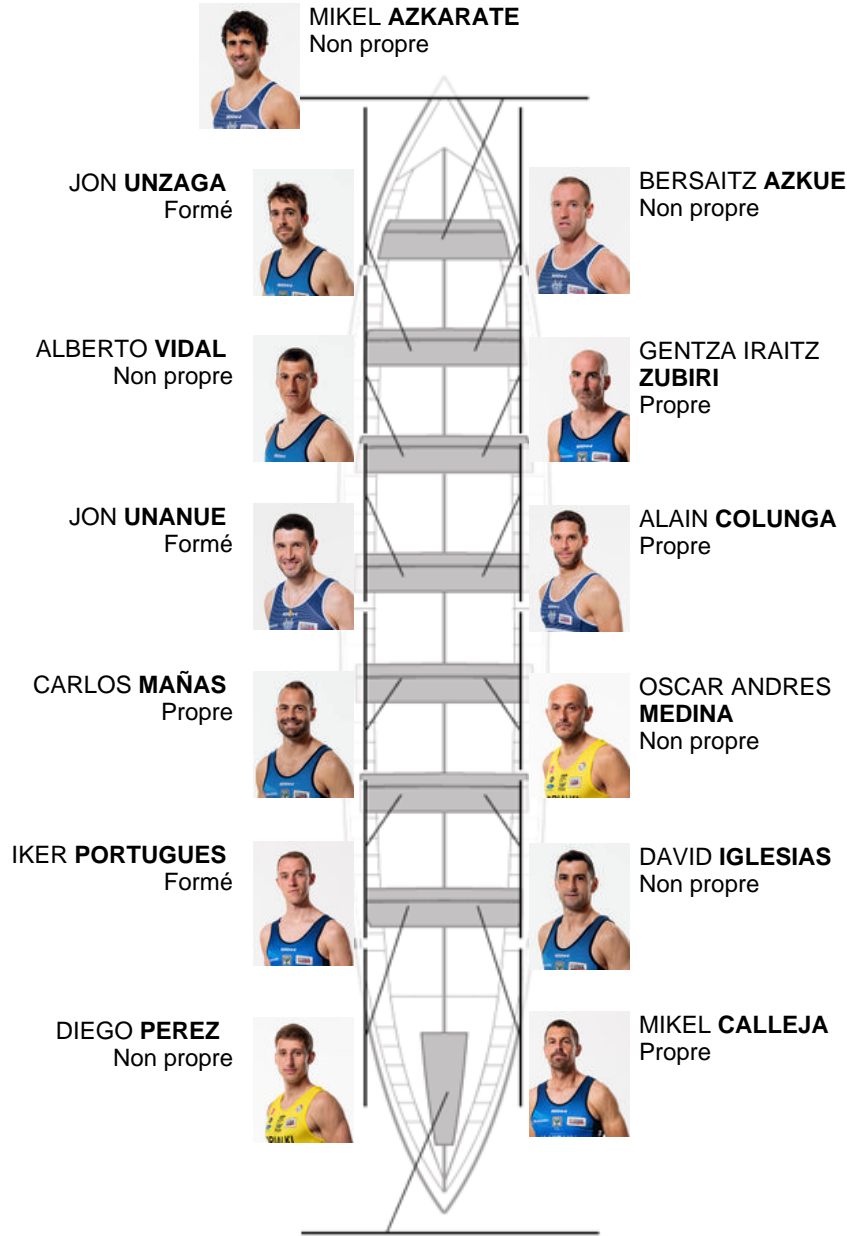 MIKEL AZKARATE
Non propre
JON UNZAGA
Formé
BERSAITZ AZKUE
Non propre
ALBERTO VIDAL
Non propre
GENTZA IRAITZ
ZUBIRI
Propre
JON UNANUE
Formé
ALAIN COLUNGA
Propre
CARLOS MAÑAS
Propre
OSCAR ANDRES
MEDINA
Non propre
IKER PORTUGUES
Formé
DAVID IGLESIAS
Non propre
DIEGO PEREZ
Non propre
MIKEL CALLEJA
Propre